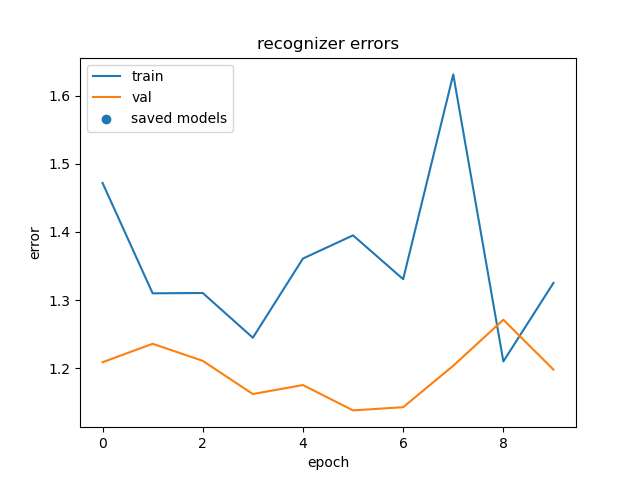 recognizer errors
train
val
saved models
1.6
1.5
1.4
1.3
1.2
error
0 2 4 6 8
epoch